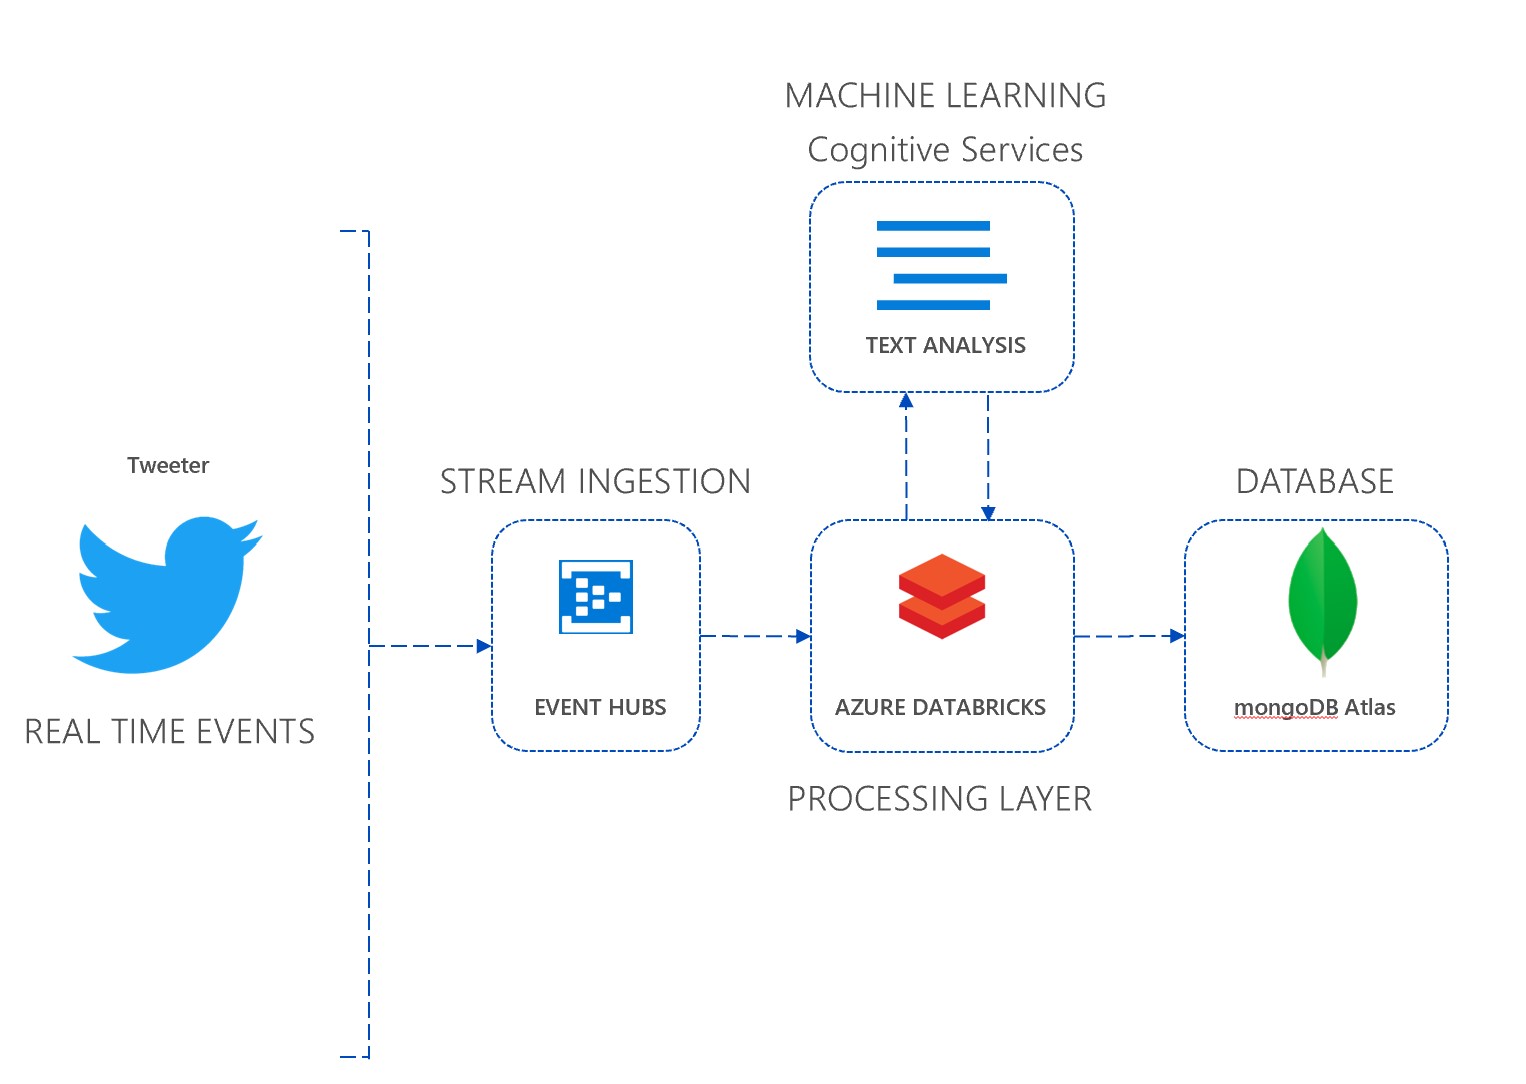 MACHINE LEARNING
Cognitive Services
TEXT ANALYSIS
Tweeter
REAL TIME EVENTS
STREAM INGESTION
EVENT HUBS
AZURE DATABRICKS
PROCESSING LAYER
DATABASE
mongoDB Atlas